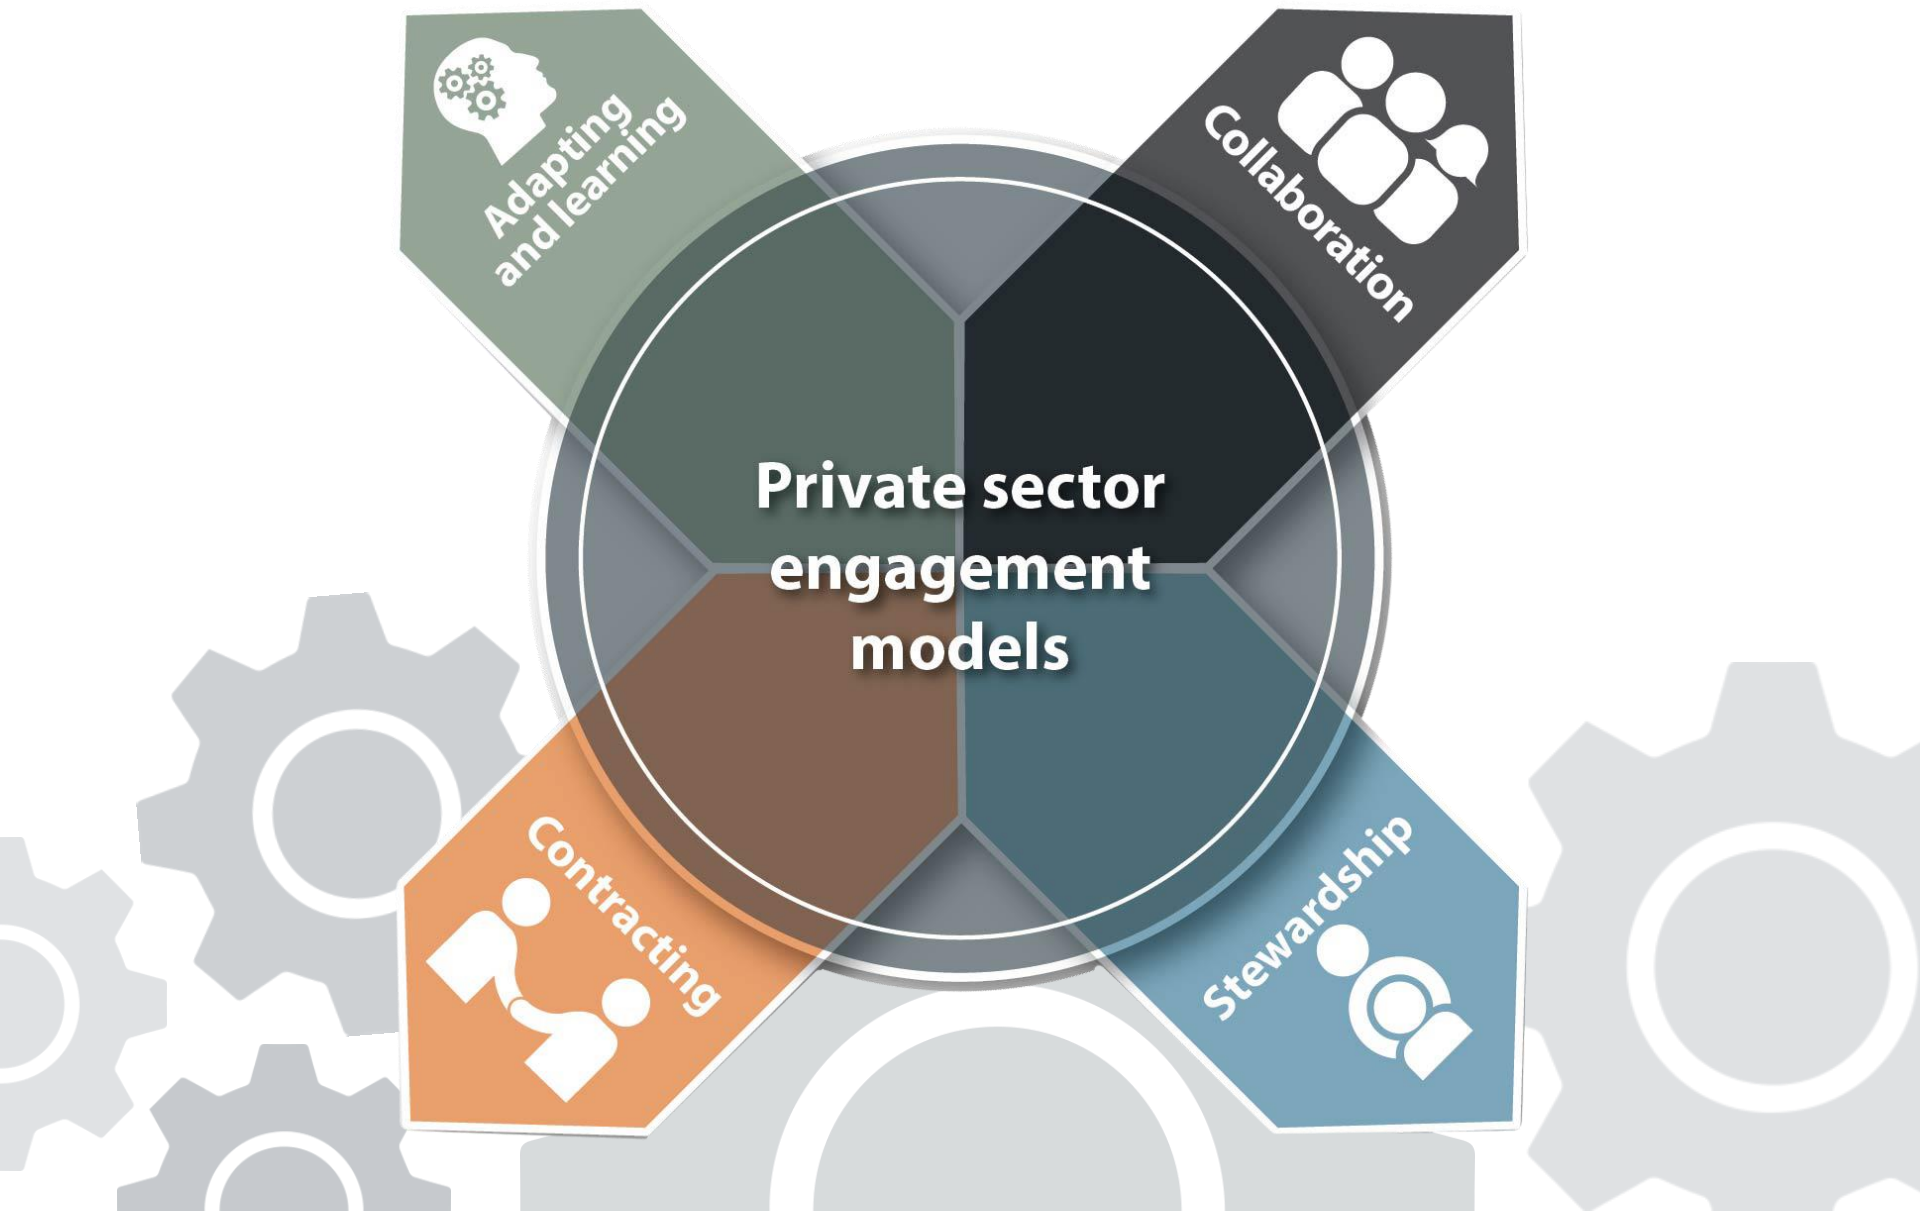 Adapting
and learning
Collaboration
Private sector
engagement
models
Contracting
Stewardship